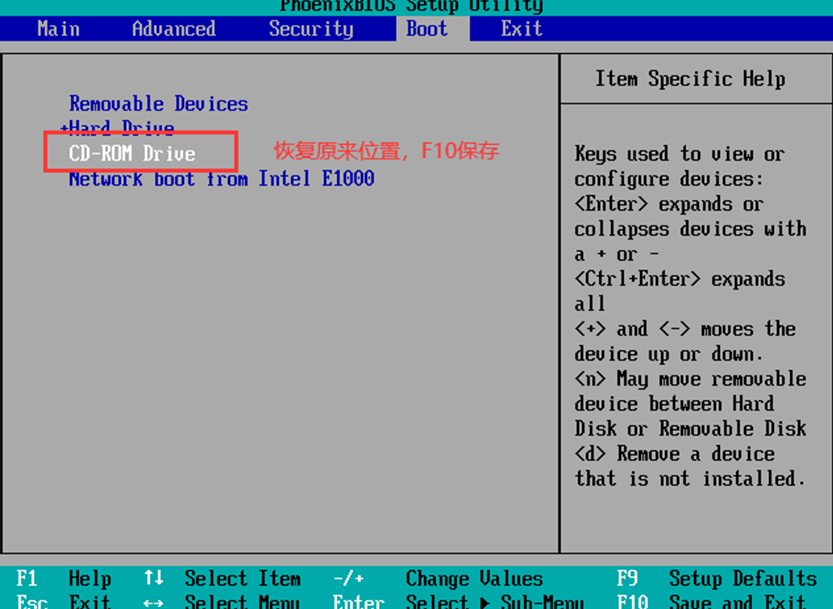 PhoenixBIOS Setup Utility
Main Advanced Security Boot Exit
Item Specific Help
Removable Devices
+Hard Drive
CD-ROM Drive
恢复原来位置，F10保存
Network boot from Intel E1000
Keys used to view or
configure devices:
<Enter> expands or
collapses devices with
a + or -
<Ctrl+Enter> expands
all
<+> and <-> moves the
device up or down.
<n> May move removable
device between Hard
Disk or Removable Disk
<d> Remove a device
that is not installed.
F1 Help ↑↓ Select Item -/+ Change Values F9 Setup Defaults
Esc Exit ↔ Select Menu Enter Select ▶ Sub-Menu F10 Save and Exit